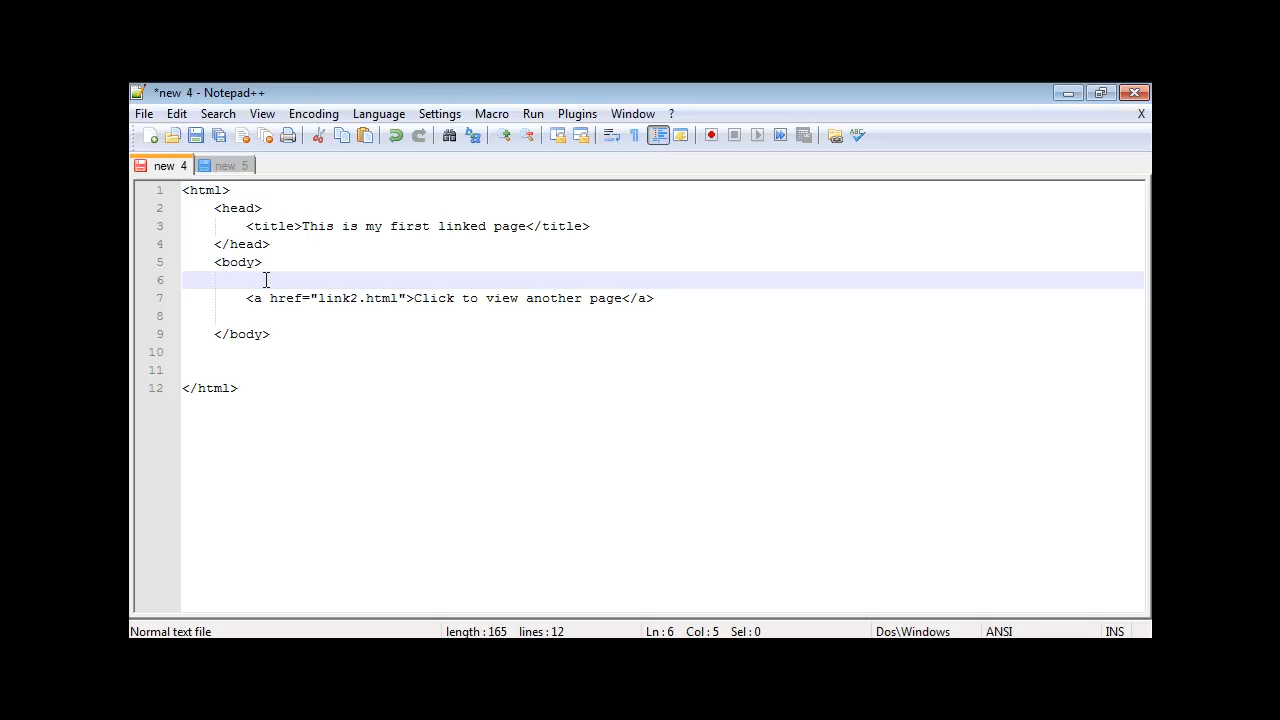 *new 4 - Notepad++
File Edit Search View Encoding Language Settings Macro Run Plugins Window ? X
new 4 new 5
1 <html>
2 <head>
3 <title>This is my first linked page</title>
4 </head>
5 <body>
6
7 <a href="link2.html">Click to view another page</a>
8
9 </body>
10
11
12 </html>
Normal text file length : 165 lines : 12 Ln : 6 Col : 5 Sel : 0 Dos\Windows ANSI INS